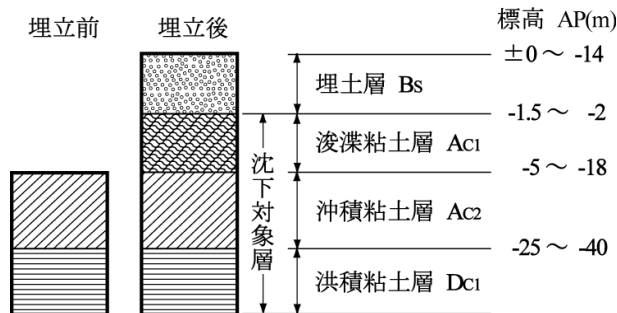 埋立前
埋立後
標高 AP(m)
±0～ -14
埋土層 Bs
-1.5～ -2
浚渫粘土層 AC1
-5～ -18
沈下対象層
沖積粘土層 AC2
-25～ -40
洪積粘土層 DC1